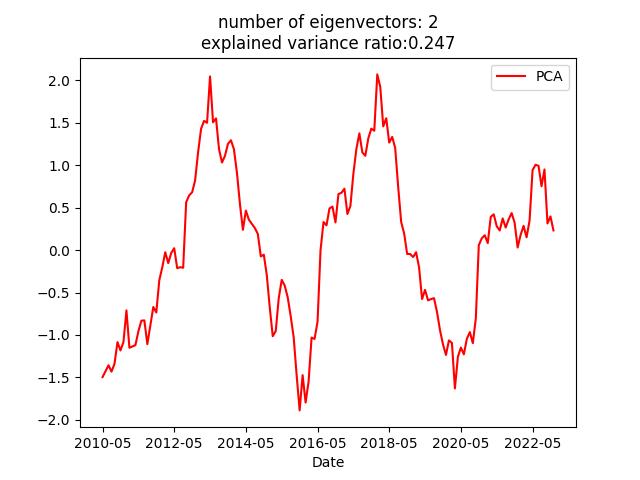 number of eigenvectors: 2
explained variance ratio:0.247
PCA
2.0
1.5
1.0
0.5
0.0
−0.5
−1.0
−1.5
−2.0
2010-05 2012-05 2014-05 2016-05 2018-05 2020-05 2022-05
Date